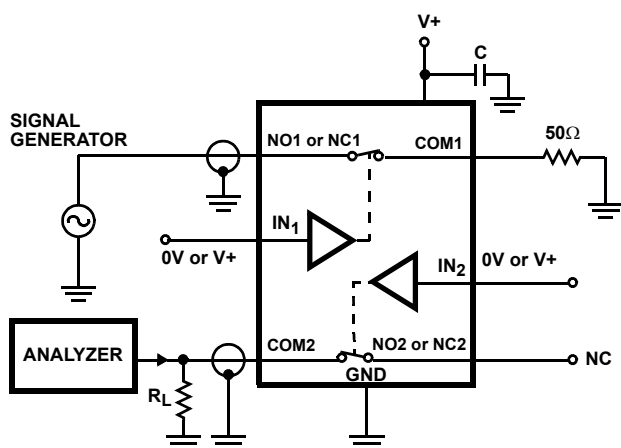 V+
C
SIGNAL
GENERATOR
NO1 or NC1
COM1
50Ω
IN1
0V or V+
IN2
0V or V+
ANALYZER
COM2
NO2 or NC2
NC
GND
RL